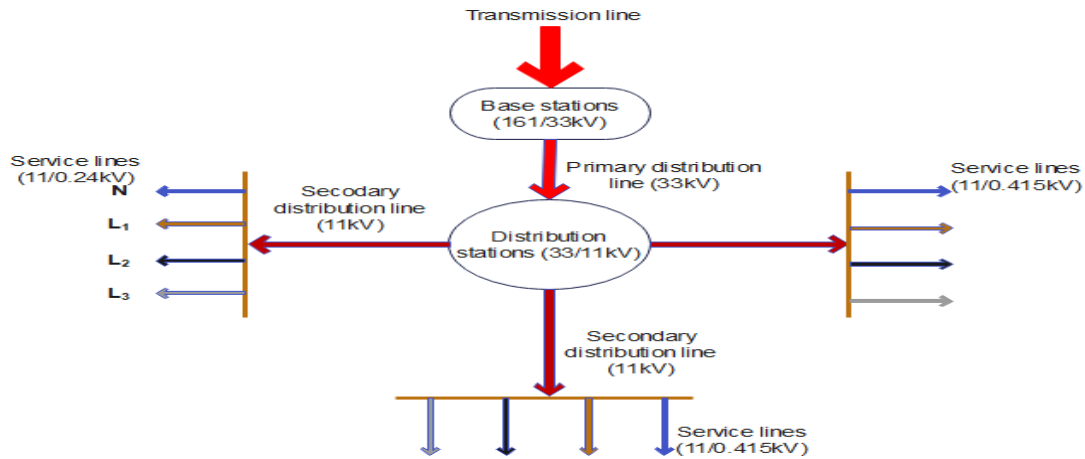 Transmission line
Base stations
(161/33kV)
Service lines
(11/0.24kV)
N
L₁
L₂
L₃
Secodary
distribution line
(11kV)
Primary distribution
line (33kV)
Distribution
stations (33/11kV)
Service lines
(11/0.415kV)
Secondary
distribution line
(11kV)
Service lines
(11/0.415kV)